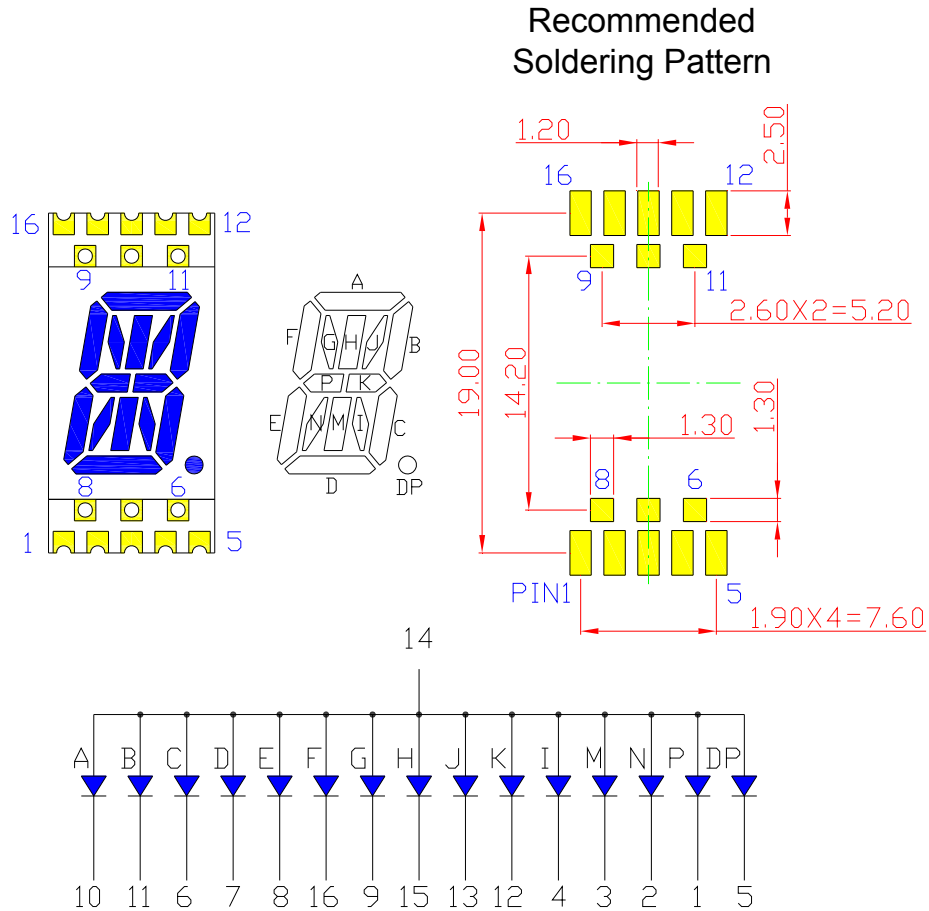 Recommended
Soldering Pattern
1.20
2.50
16
12
16
12
9
11
9
11
2.60X2=5.20
A
F
G
H
J
B
P
K
E
N
M
I
C
D
DP
19.00
14.20
1.30
1.30
8
6
8
6
1
5
PIN1
5
1.90X4=7.60
14
A B C D E F G H J K I M N P DP
10 11 6 7 8 16 9 15 13 12 4 3 2 1 5